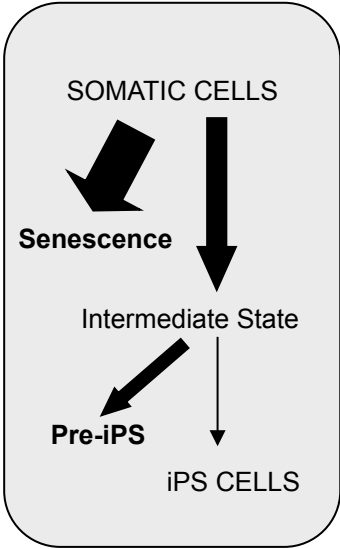 SOMATIC CELLS
Senescence
Intermediate State
Pre-iPS
iPS CELLS